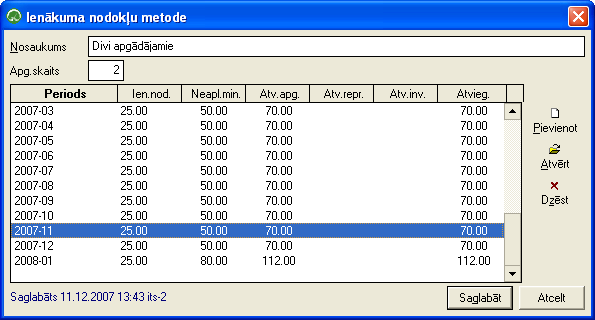 Ienākuma nodokļu metode
Nosaukums Divi apgādājamie
Apg.skaits 2
Periods Ien.nod. Neapl.min. Atv.apg. Atv.repr. Atv.inv. Atvieg.
2007-03 25.00 50.00 70.00 70.00
2007-04 25.00 50.00 70.00 70.00
2007-05 25.00 50.00 70.00 70.00
2007-06 25.00 50.00 70.00 70.00
2007-07 25.00 50.00 70.00 70.00
2007-08 25.00 50.00 70.00 70.00
2007-09 25.00 50.00 70.00 70.00
2007-10 25.00 50.00 70.00 70.00
2007-11 25.00 50.00 70.00 70.00
2007-12 25.00 50.00 70.00 70.00
2008-01 25.00 80.00 112.00 112.00
Pievienot
Atvērt
Dzēst
Saglabāts 11.12.2007 13:43 its-2
Saglabāt Atcelt